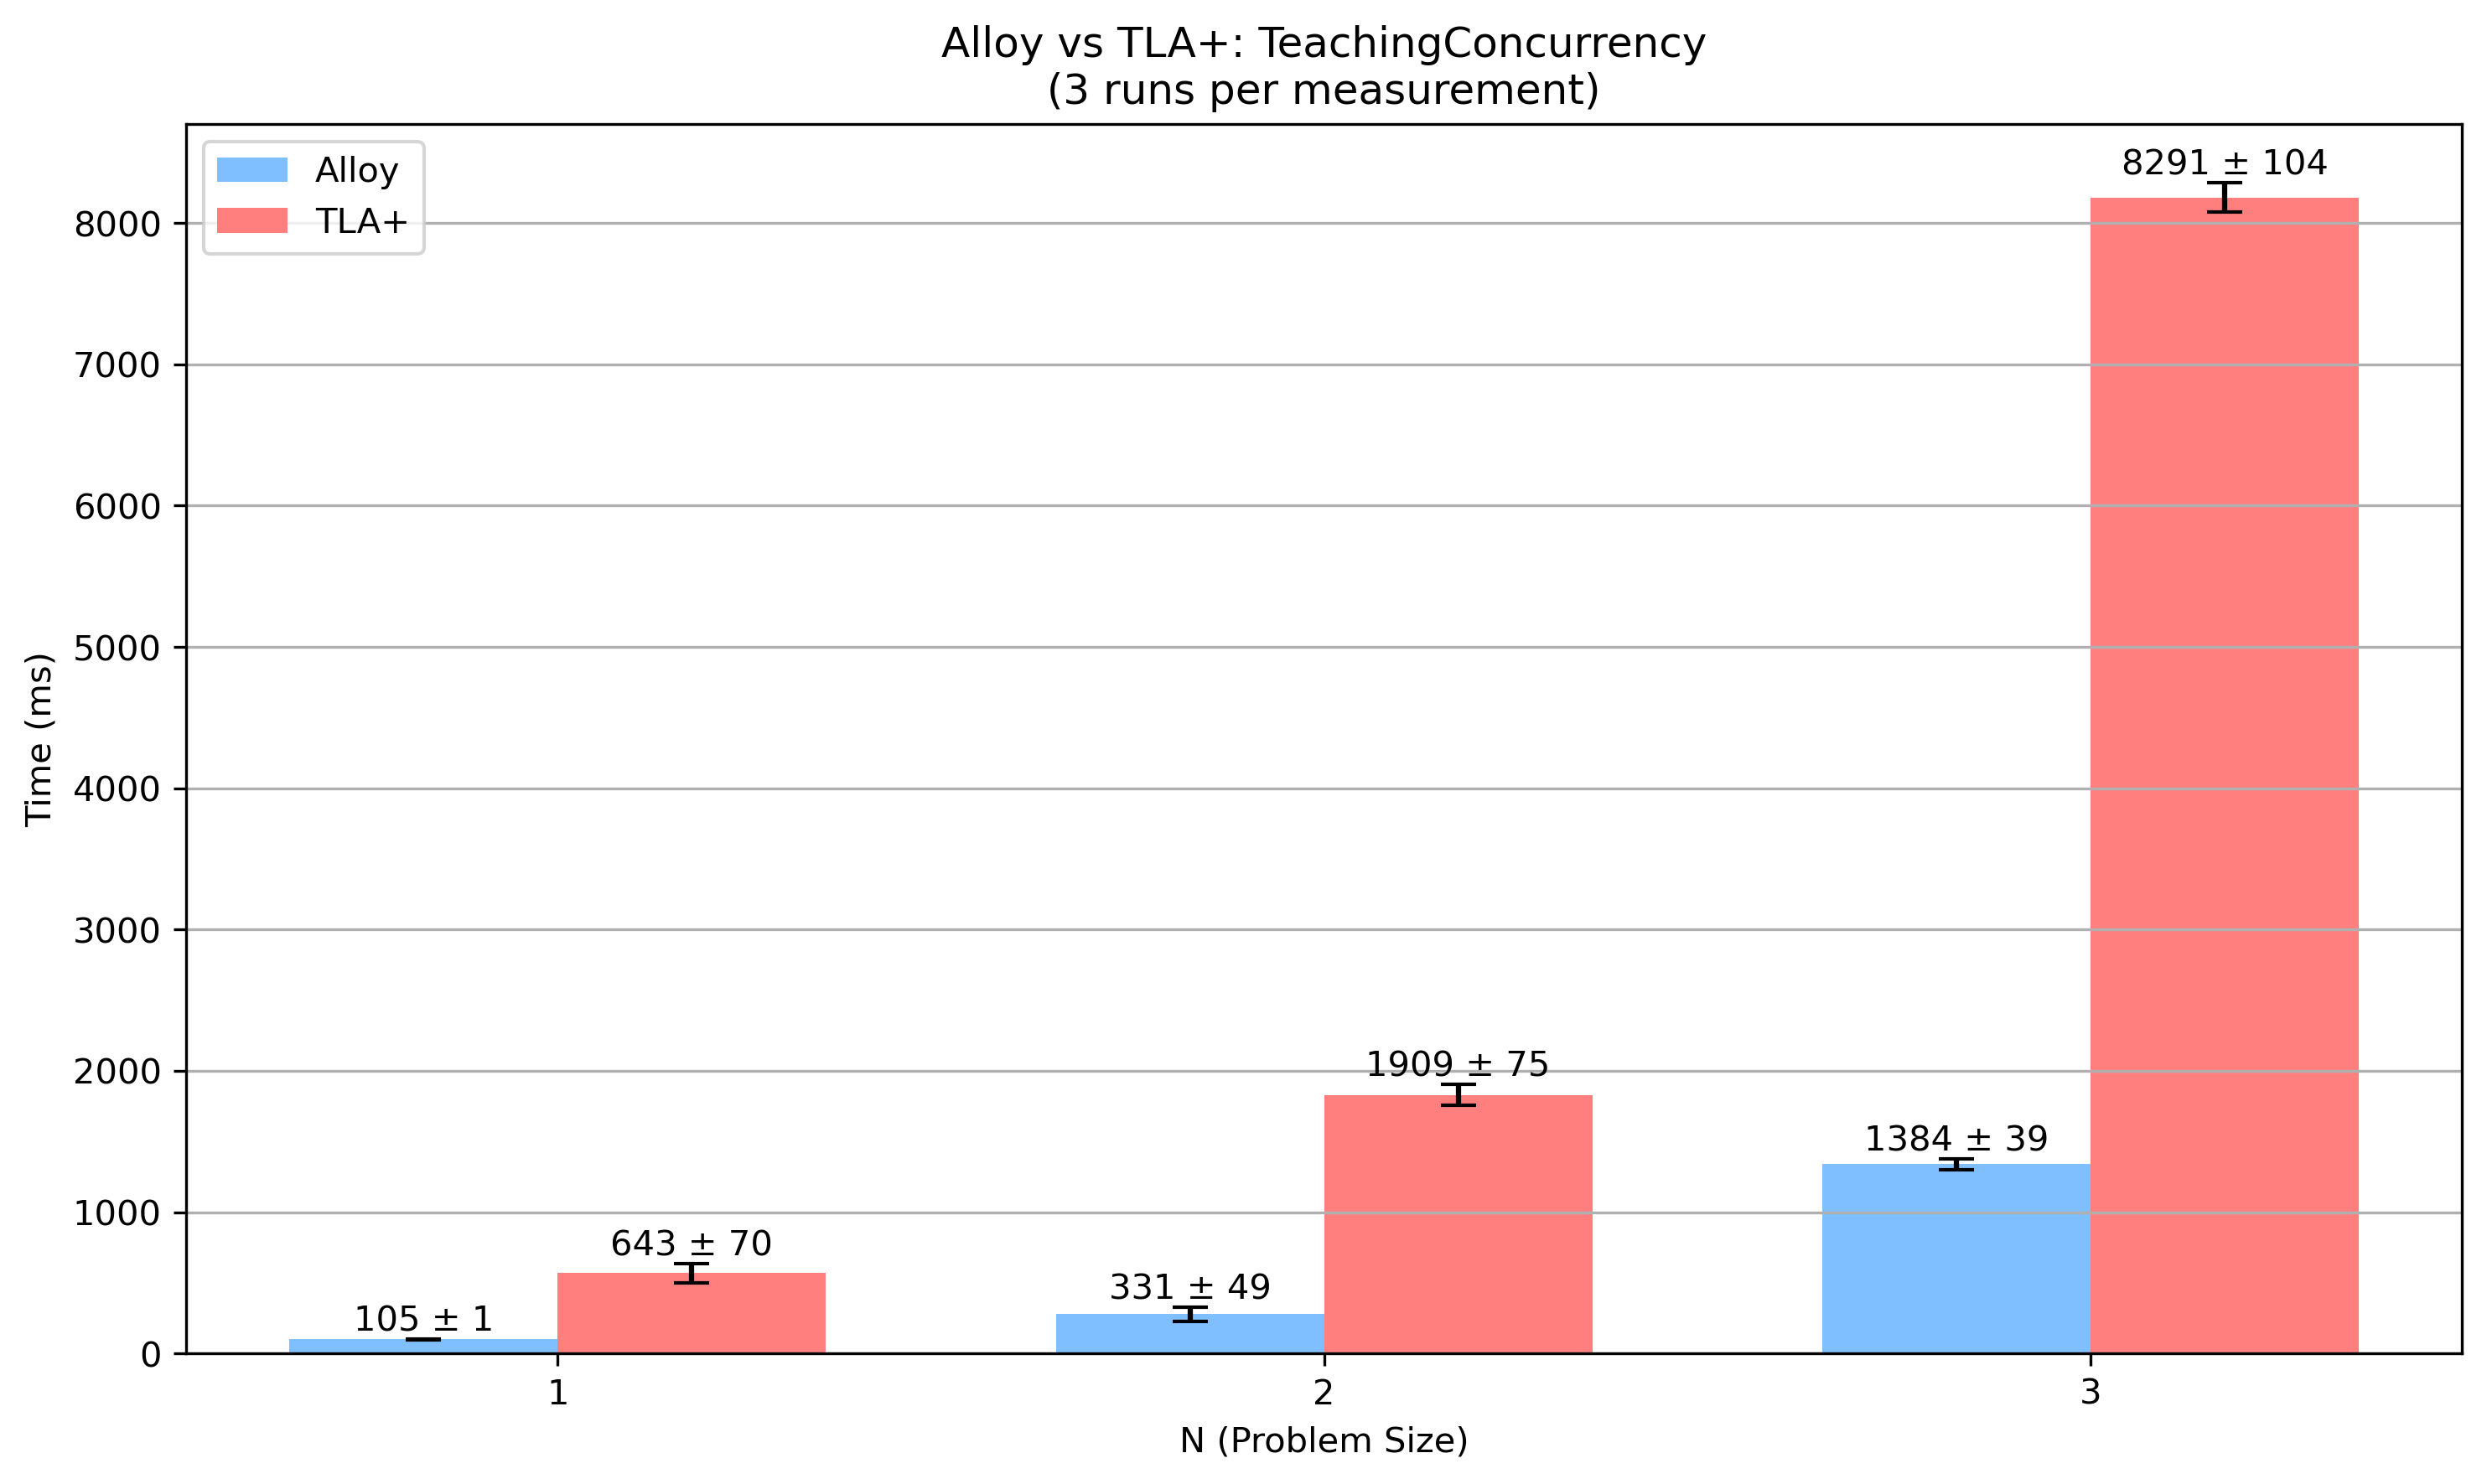 Alloy vs TLA+: TeachingConcurrency
(3 runs per measurement)
Alloy
TLA+
8291 ± 104
8000
7000
6000
5000
4000
3000
2000
1000
0
Time (ms)
1909 ± 75
1384 ± 39
643 ± 70
331 ± 49
105 ± 1
1
2
3
N (Problem Size)